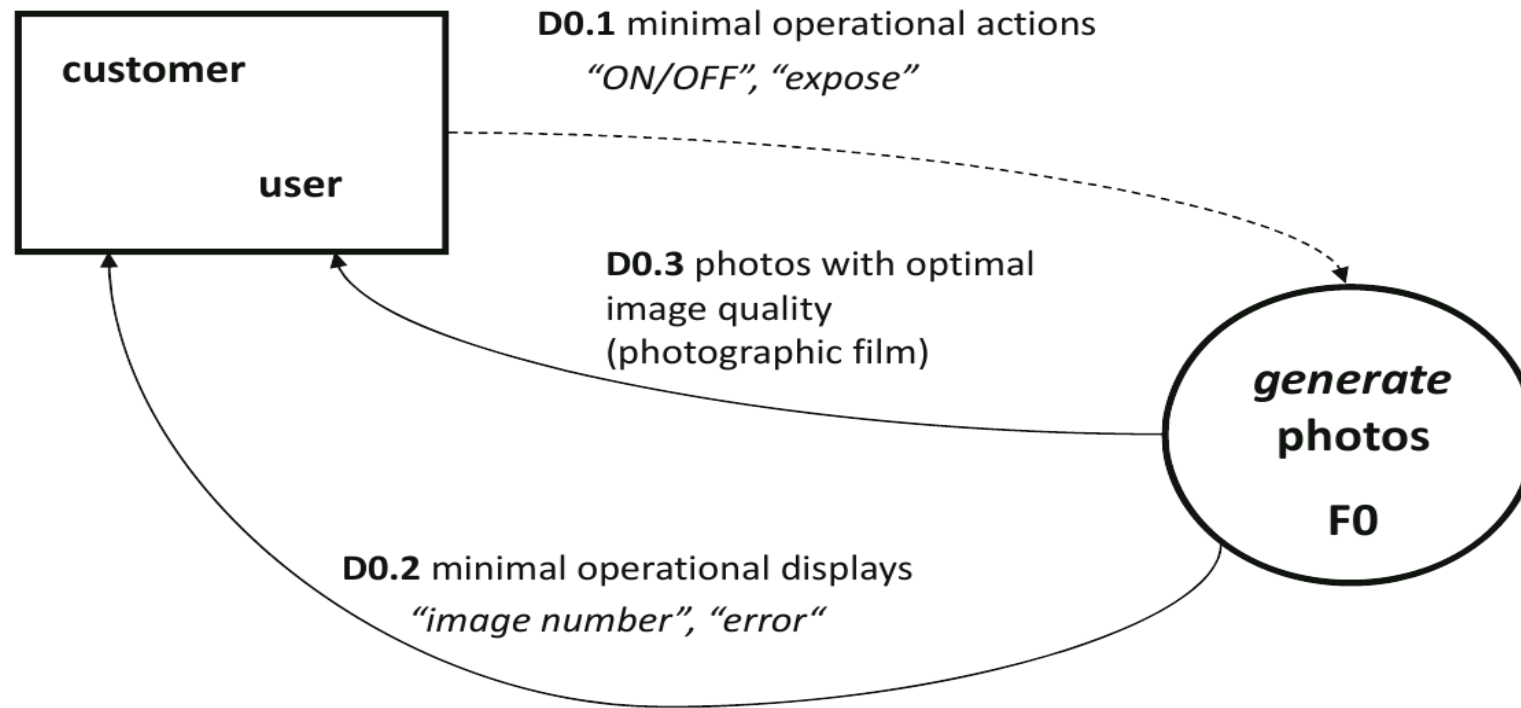 customer
user
D0.1 minimal operational actions
“ON/OFF”, “expose”
D0.3 photos with optimal
image quality
(photographic film)
generate
photos
F0
D0.2 minimal operational displays
“image number”, “error“